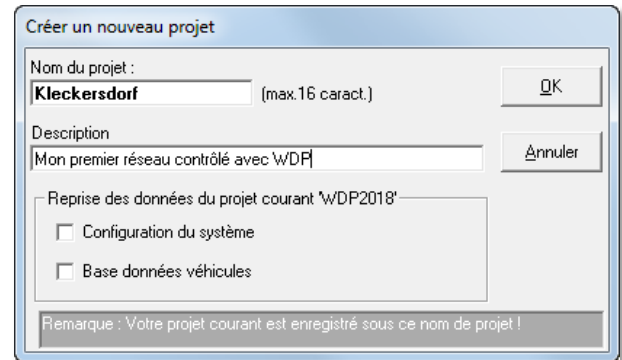 Créer un nouveau projet
Nom du projet :
Kleckersdorf (max.16 caract.)
OK
Description
Mon premier réseau contrôlé avec WDP
Annuler
Reprise des données du projet courant 'WDP2018'
Configuration du système
Base données véhicules
Remarque : Votre projet courant est enregistré sous ce nom de projet !